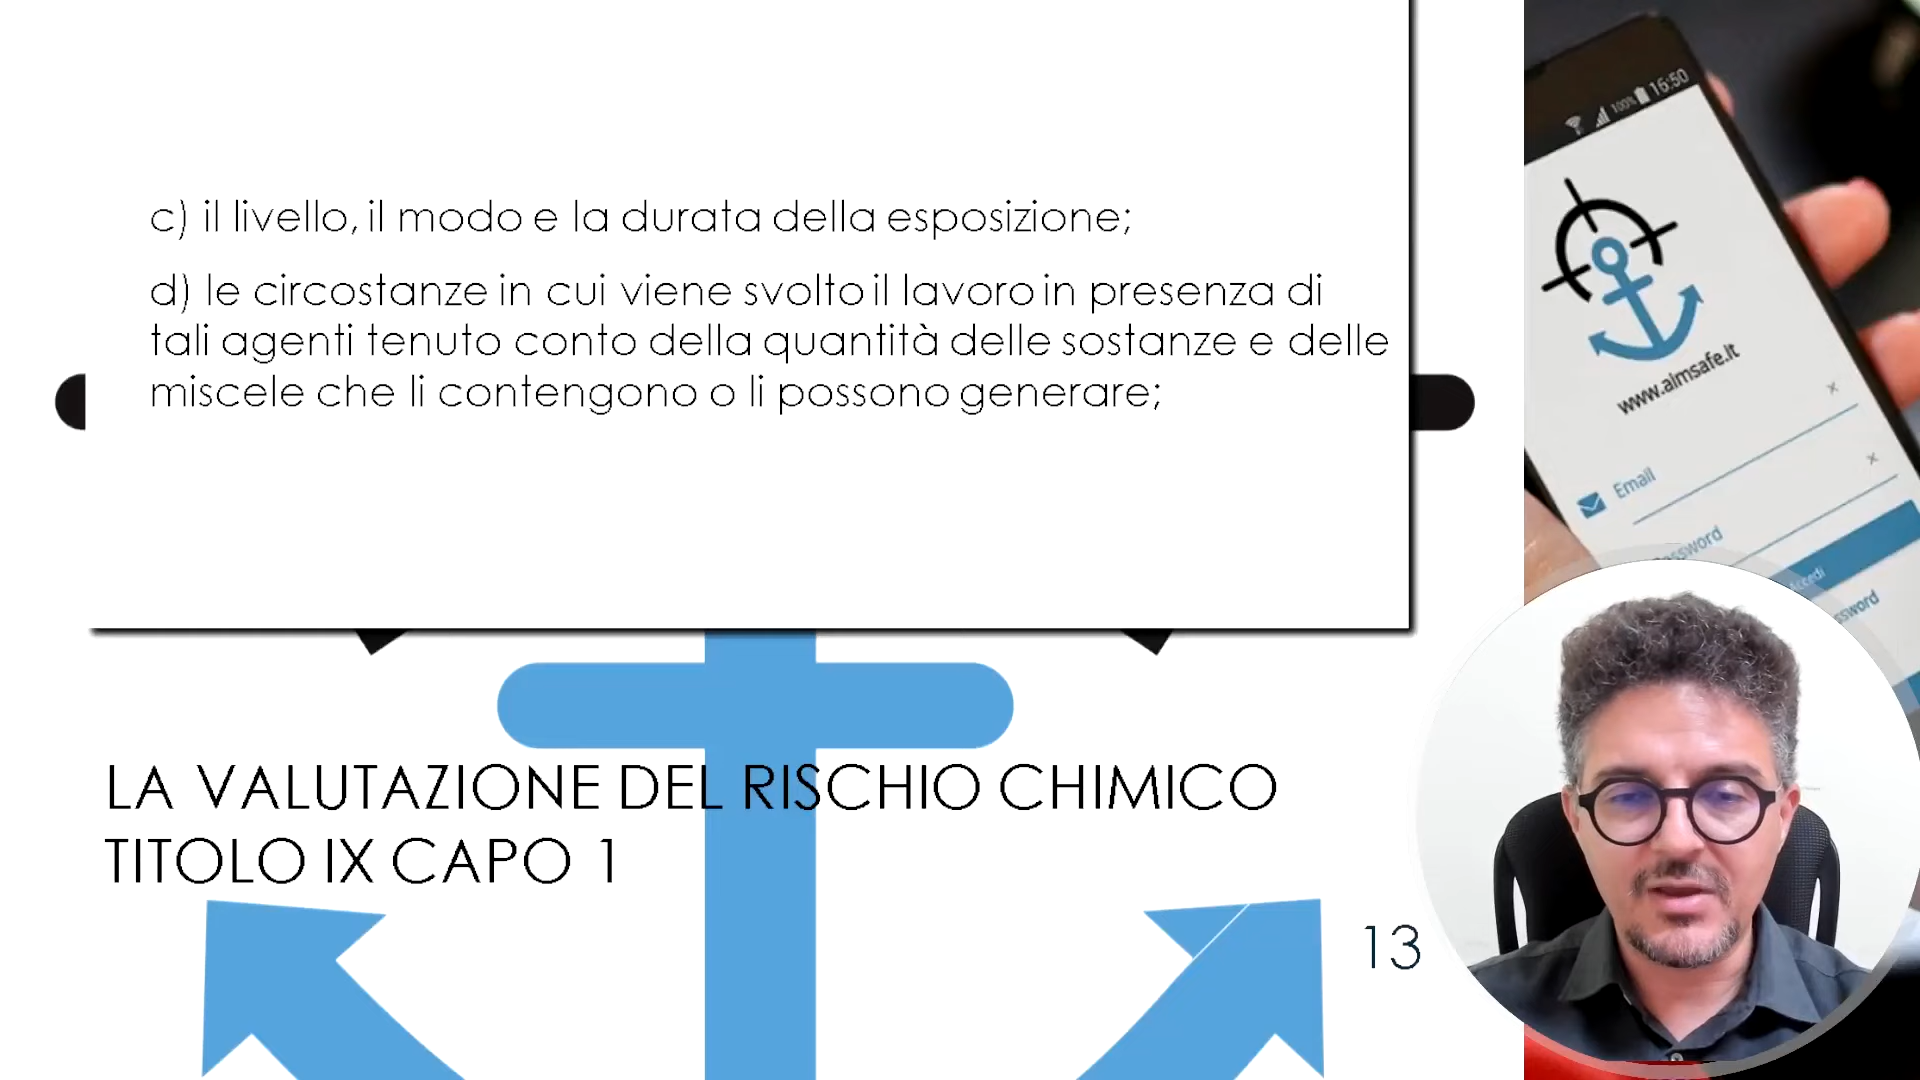 c) il livello, il modo e la durata della esposizione;
d) le circostanze in cui viene svolto il lavoro in presenza di
tali agenti tenuto conto della quantità delle sostanze e delle
miscele che li contengono o li possono generare;
LA VALUTAZIONE DEL RISCHIO CHIMICO
TITOLO IX CAPO 1
13
100% 16:50
www.aimsafe.it
Email